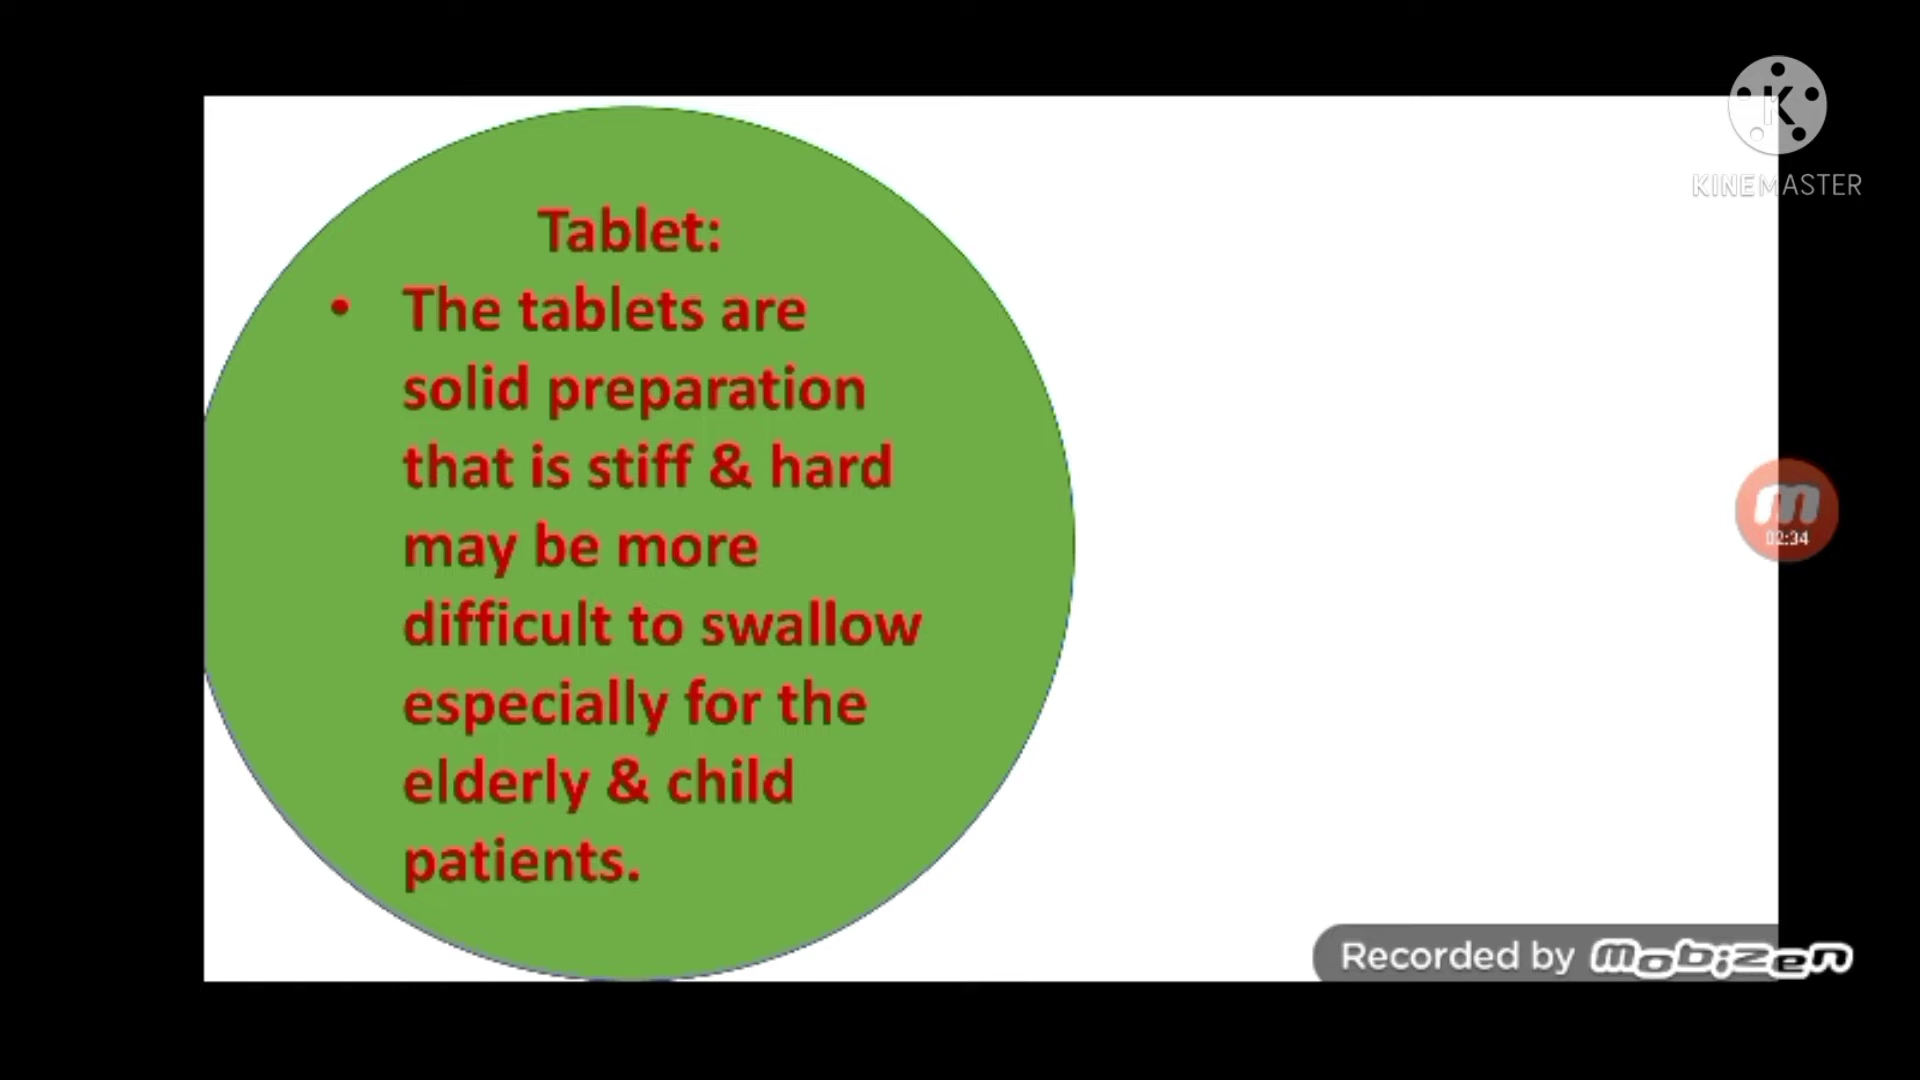 Tablet:
• The tablets are
solid preparation
that is stiff & hard
may be more
difficult to swallow
especially for the
elderly & child
patients.
K
KINEMASTER
m
02:34
Recorded by mobizen